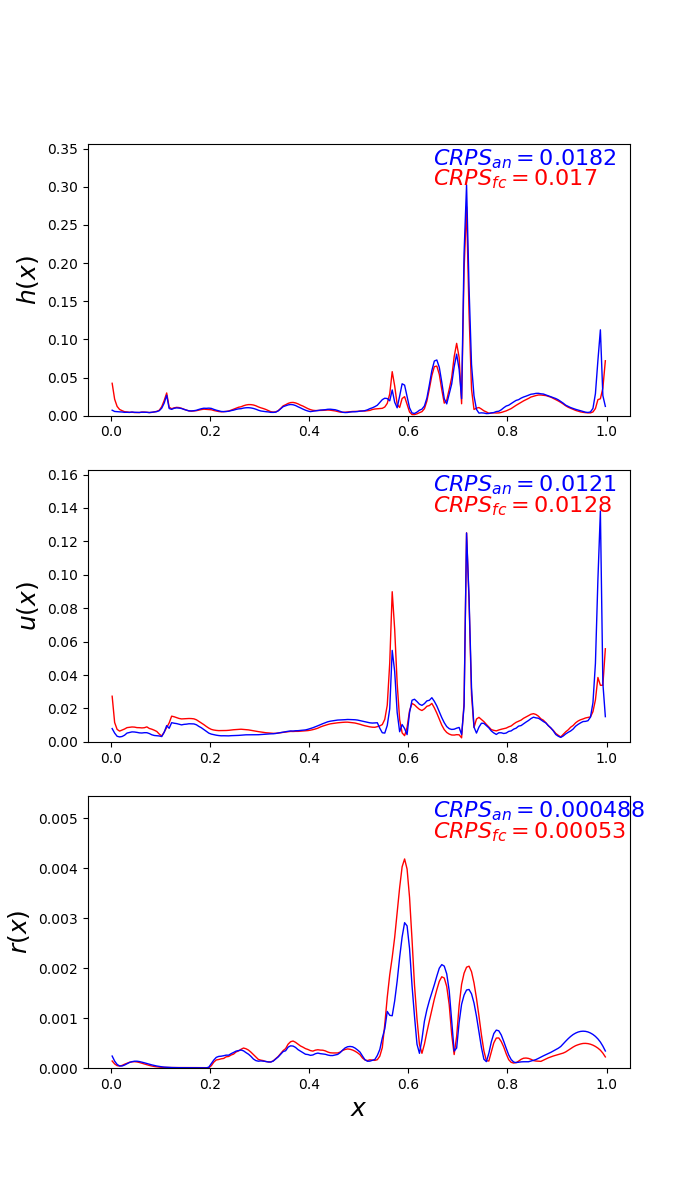 0.35
0.30
0.25
0.20
0.15
0.10
0.05
0.00
h(x)
CRPS_an = 0.0182
CRPS_fc = 0.017
0.0 0.2 0.4 0.6 0.8 1.0
0.16
0.14
0.12
0.10
0.08
0.06
0.04
0.02
0.00
u(x)
CRPS_an = 0.0121
CRPS_fc = 0.0128
0.0 0.2 0.4 0.6 0.8 1.0
0.005
0.004
0.003
0.002
0.001
0.000
r(x)
CRPS_an = 0.000488
CRPS_fc = 0.00053
0.0 0.2 0.4 0.6 0.8 1.0
x